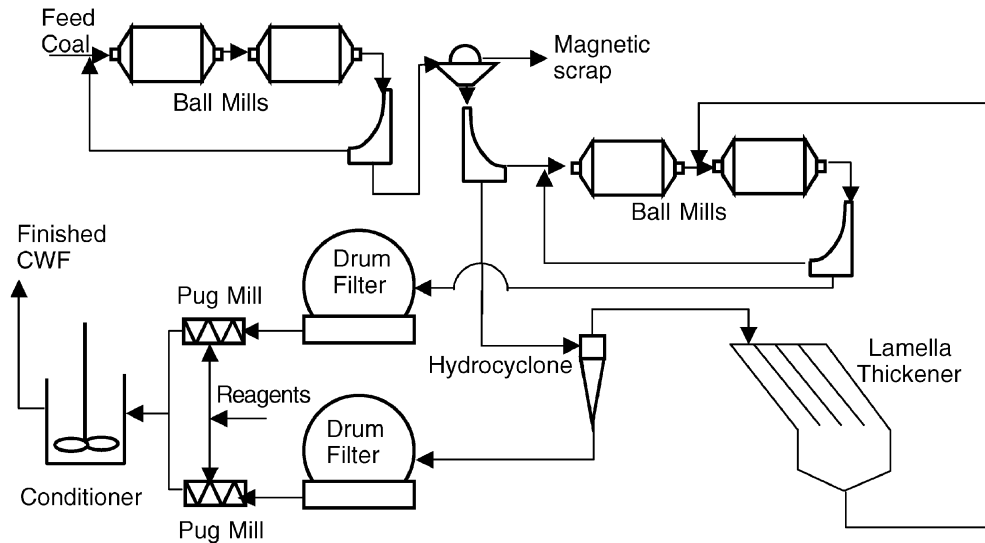 Feed
Coal
Ball Mills
Magnetic
scrap
Ball Mills
Finished
CWF
Drum
Filter
Pug Mill
Hydrocyclone
Lamella
Thickener
Reagents
Drum
Filter
Conditioner
Pug Mill